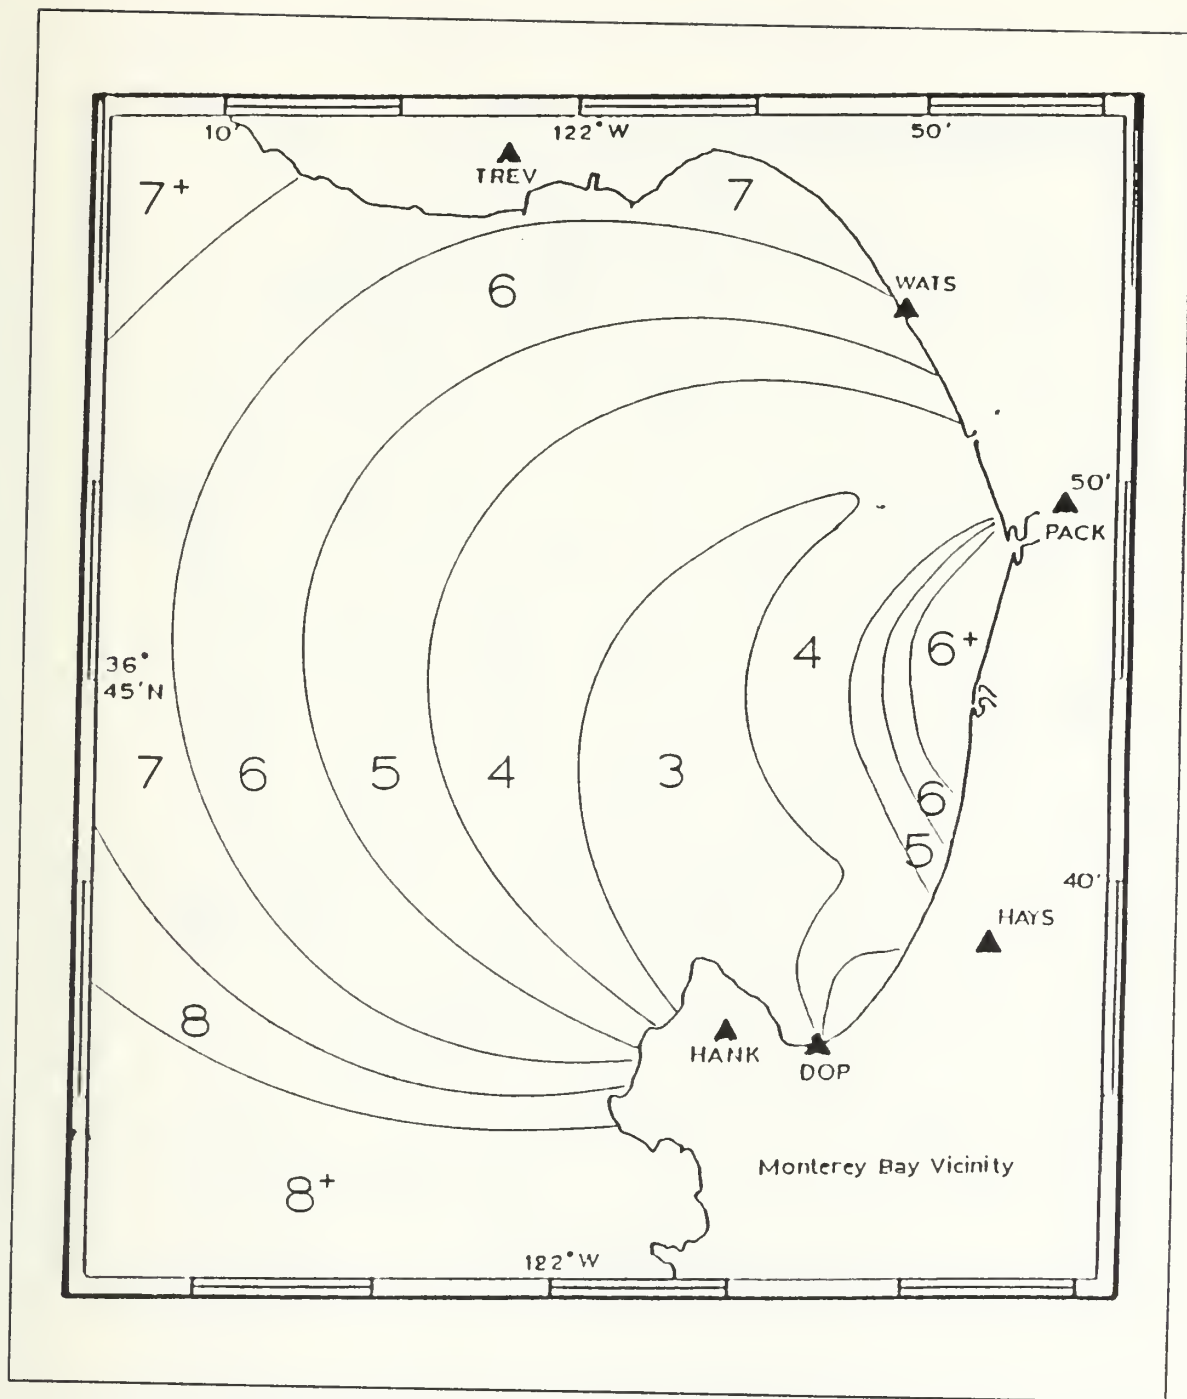 10' 122°W 50'
TREV
7+
7
6
WATS
50'
PACK
4 6+
36°
45'N
7 6 5 4 3
6
5
40'
HAYS
8
HANK
DOP
Monterey Bay Vicinity
8+
122°W